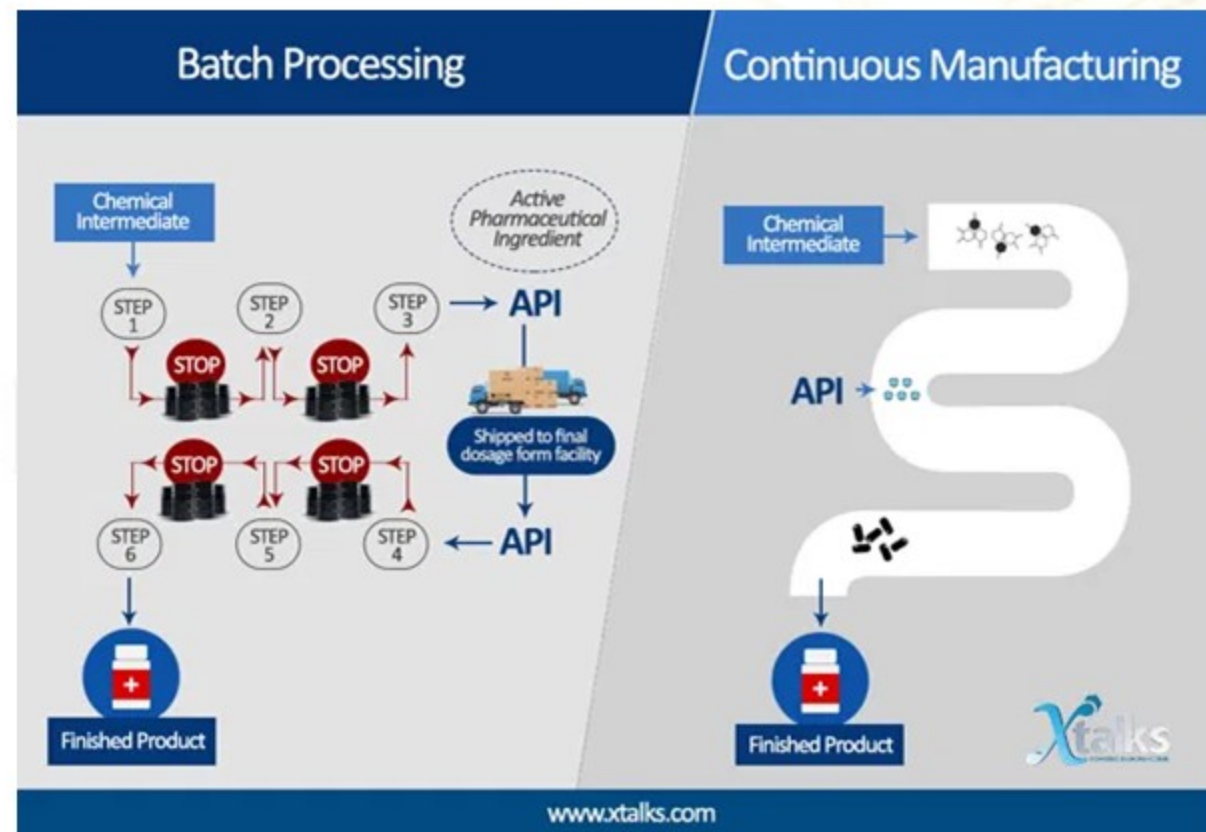 Batch Processing
Continuous Manufacturing
Chemical
Intermediate
Active
Pharmaceutical
Ingredient
STEP
1
STEP
2
STEP
3
API
STOP
STOP
Shipped to final
dosage form facility
STOP
STOP
STEP
6
STEP
5
STEP
4
API
Finished Product
Chemical
Intermediate
API
Finished Product
Xtalks
www.xtalks.com